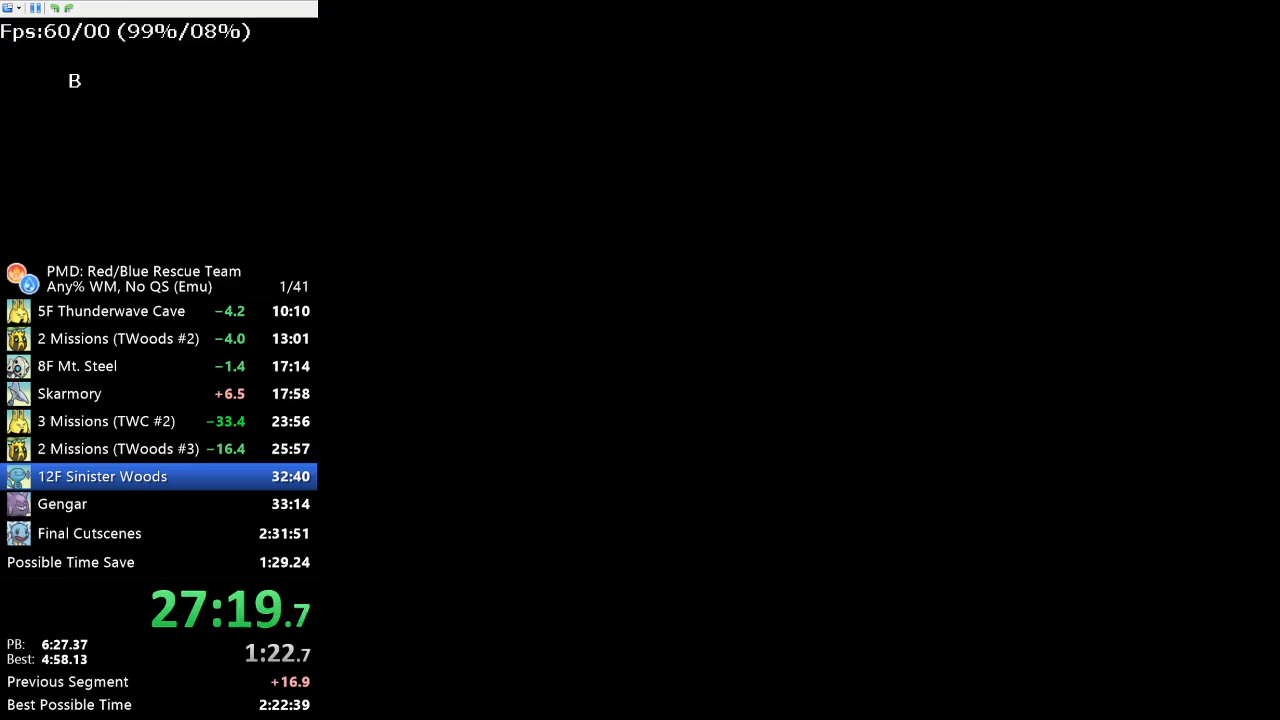 Fps:60/00 (99%/08%)
B
PMD: Red/Blue Rescue Team
Any% WM, No QS (Emu) 1/41
5F Thunderwave Cave −4.2 10:10
2 Missions (TWoods #2) −4.0 13:01
8F Mt. Steel −1.4 17:14
Skarmory +6.5 17:58
3 Missions (TWC #2) −33.4 23:56
2 Missions (TWoods #3) −16.4 25:57
12F Sinister Woods 32:40
Gengar 33:14
Final Cutscenes 2:31:51
Possible Time Save 1:29.24
27:19.7
PB: 6:27.37
Best: 4:58.13
1:22.7
Previous Segment +16.9
Best Possible Time 2:22:39